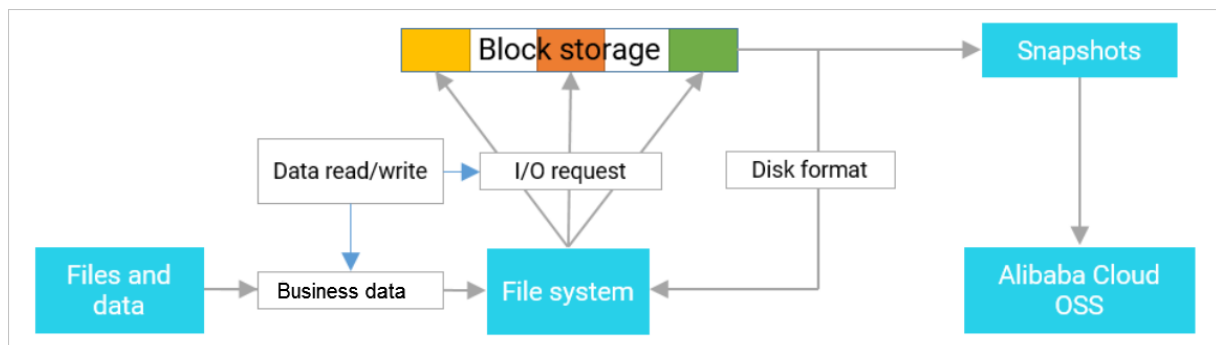 Block storage
Snapshots
Data read/write
I/O request
Disk format
Files and
data
Business data
File system
Alibaba Cloud
OSS